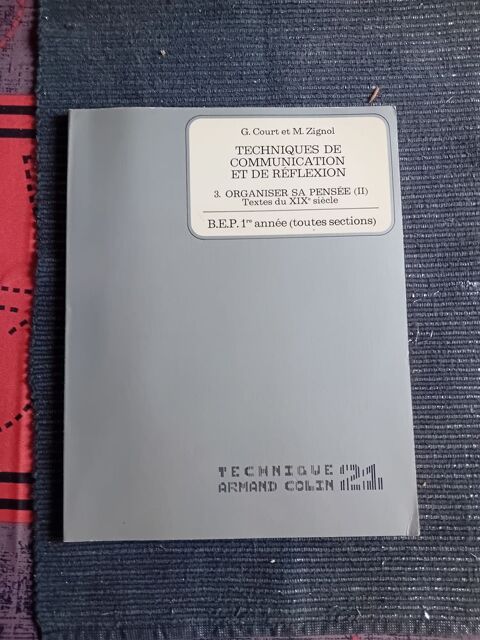 G. Court et M. Zignol
TECHNIQUES DE
COMMUNICATION
ET DE RÉFLEXION
3. ORGANISER SA PENSÉE (II)
Textes du XIXe siècle
B.E.P. 1re année (toutes sections)
TECHNIQUE
ARMAND COLIN 21